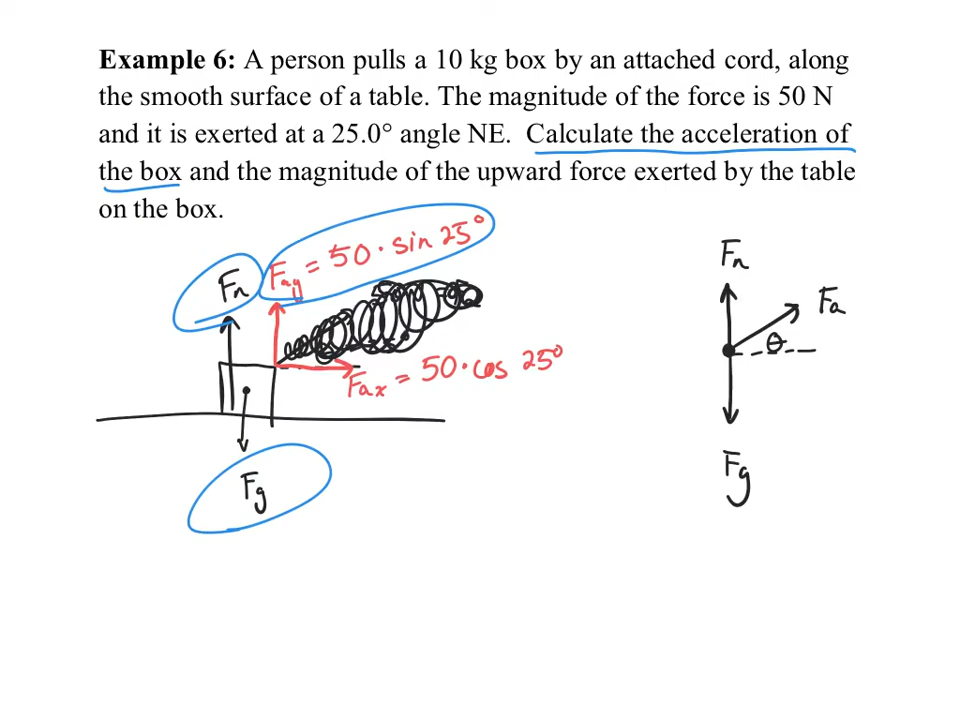 Example 6: A person pulls a 10 kg box by an attached cord, along
the smooth surface of a table. The magnitude of the force is 50 N
and it is exerted at a 25.0° angle NE. Calculate the acceleration of
the box and the magnitude of the upward force exerted by the table
on the box.
Fn
Fay = 50 · sin 25°
Fax = 50 · cos 25°
Fg
Fn
Fa
θ
Fg